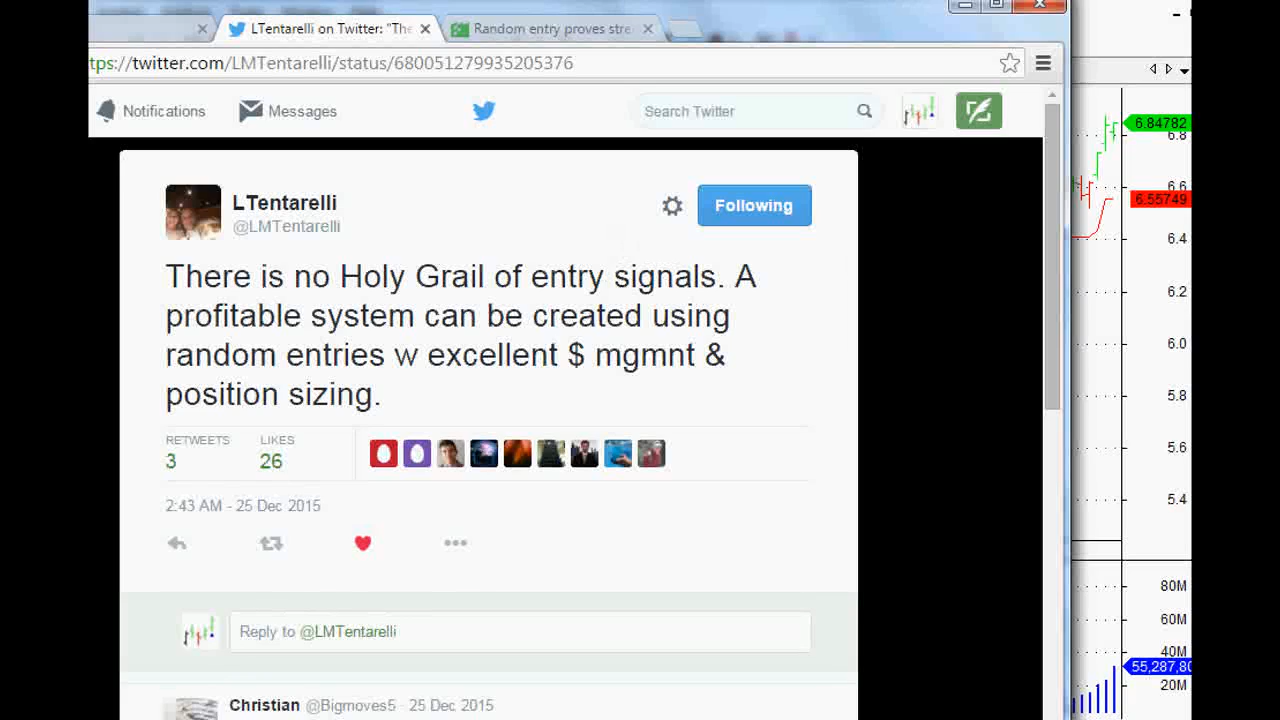 LTentarelli on Twitter: "The
Random entry proves stre
tps://twitter.com/LMTentarelli/status/680051279935205376
Notifications
Messages
Search Twitter
LTentarelli
@LMTentarelli
Following
There is no Holy Grail of entry signals. A
profitable system can be created using
random entries w excellent $ mgmnt &
position sizing.
RETWEETS
LIKES
3
26
2:43 AM - 25 Dec 2015
Reply to @LMTentarelli
Christian @Bigmoves5 · 25 Dec 2015
6.84782
6.8
6.6
6.55749
6.4
6.2
6.0
5.8
5.6
5.4
80M
60M
40M
55,287,80
20M